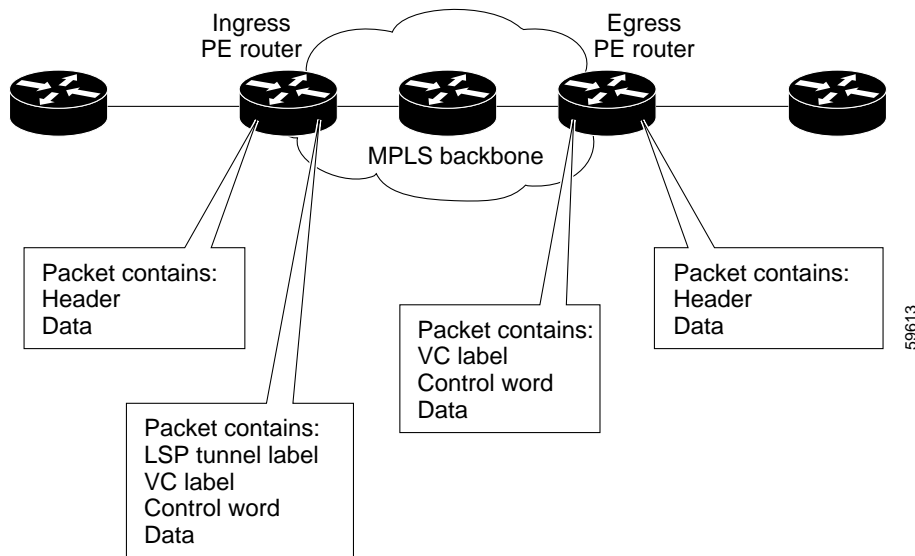 Ingress
PE router
Egress
PE router
MPLS backbone
Packet contains:
Header
Data
Packet contains:
LSP tunnel label
VC label
Control word
Data
Packet contains:
VC label
Control word
Data
Packet contains:
Header
Data
59613